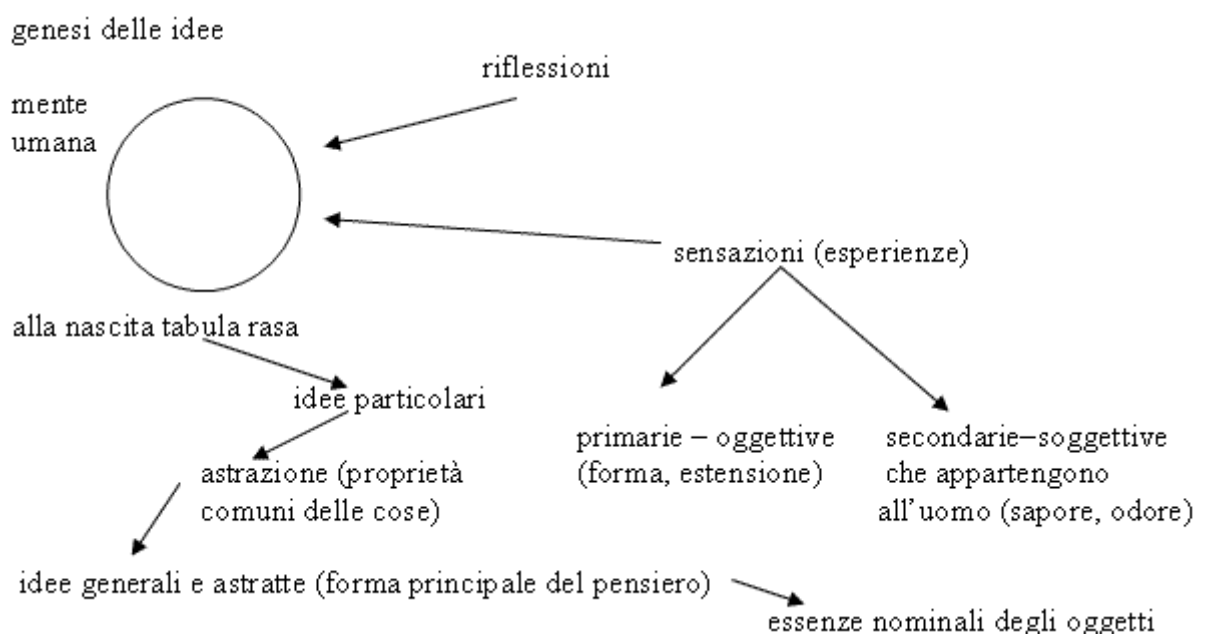 genesi delle idee
riflessioni
mente
umana
sensazioni (esperienze)
alla nascita tabula rasa
idee particolari
primarie – oggettive
(forma, estensione)
secondarie–soggettive
che appartengono
all'uomo (sapore, odore)
astrazione (proprietà
comuni delle cose)
idee generali e astratte (forma principale del pensiero)
essenze nominali degli oggetti